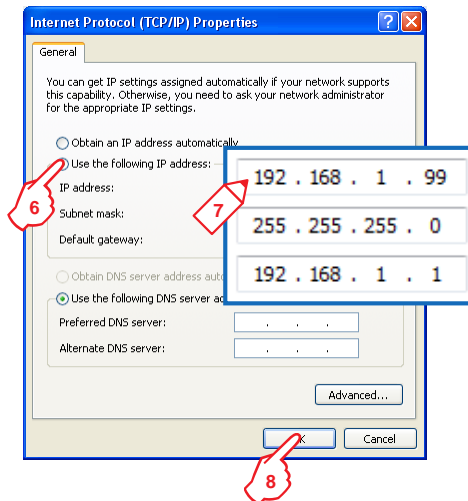 Internet Protocol (TCP/IP) Properties
General
You can get IP settings assigned automatically if your network supports
this capability. Otherwise, you need to ask your network administrator
for the appropriate IP settings.
Obtain an IP address automatically
Use the following IP address:
6
IP address:
7
192 . 168 . 1 . 99
Subnet mask:
255 . 255 . 255 . 0
Default gateway:
192 . 168 . 1 . 1
Obtain DNS server address
Use the following DNS server
Preferred DNS server:
. . .
Alternate DNS server:
. . .
Advanced...
Cancel
8